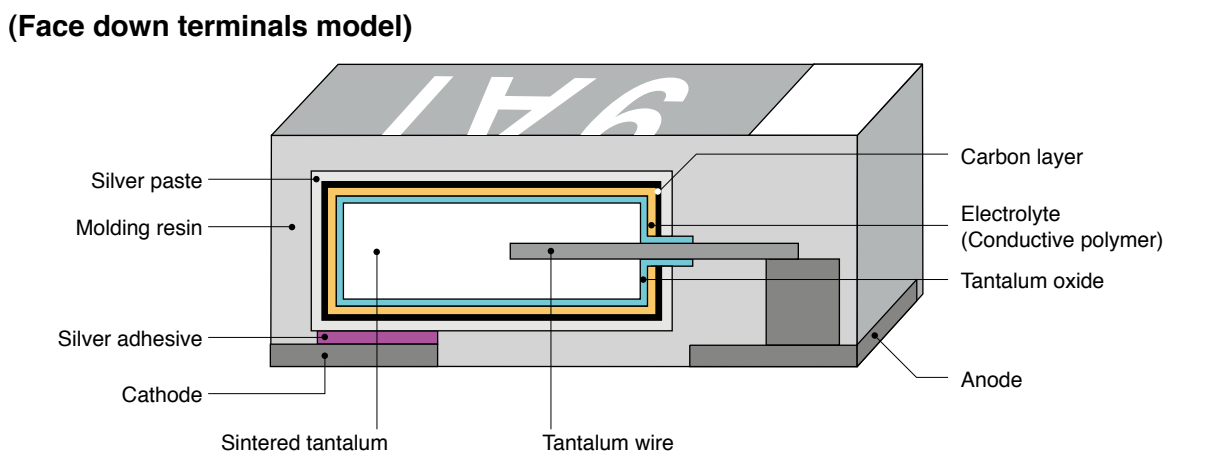 (Face down terminals model)
9A1
Silver paste
Molding resin
Silver adhesive
Cathode
Sintered tantalum
Tantalum wire
Carbon layer
Electrolyte
(Conductive polymer)
Tantalum oxide
Anode